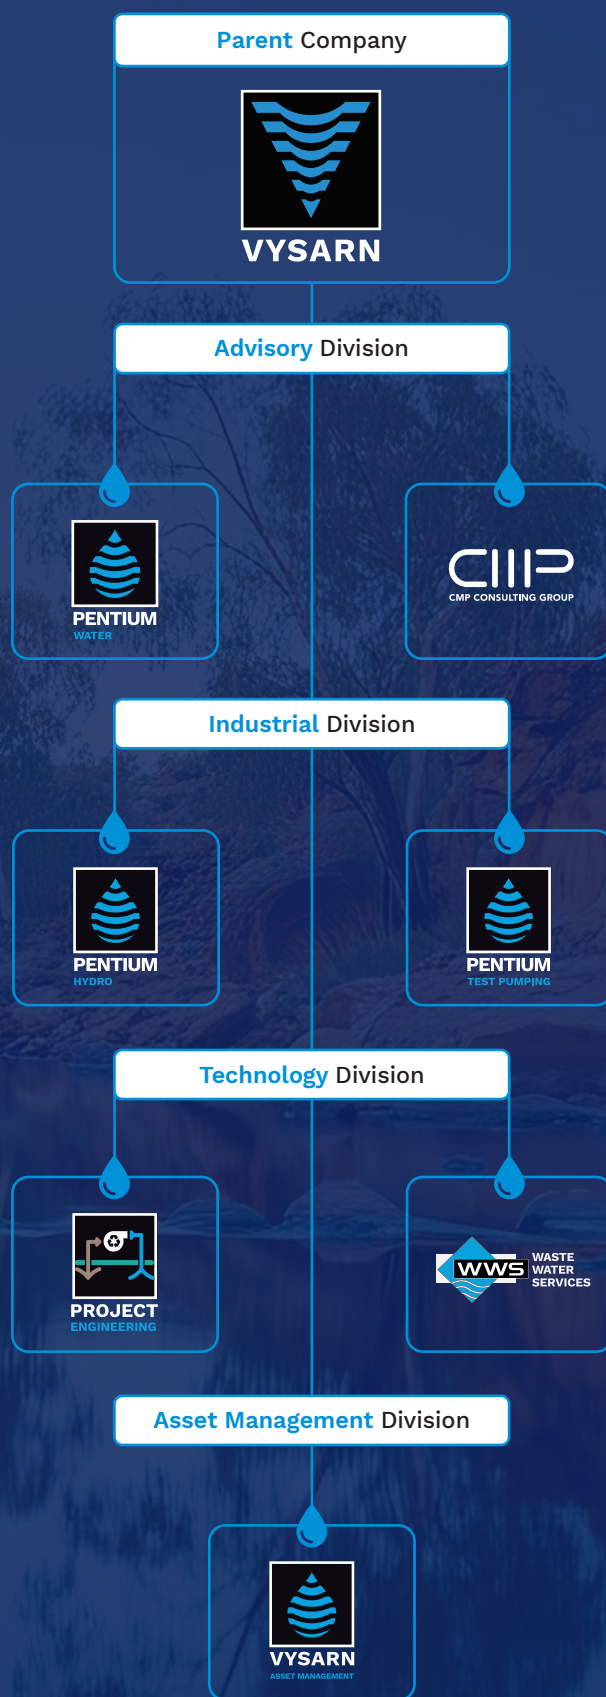 Parent Company
VYSARN
Advisory Division
PENTIUM
WATER
CMP
CMP CONSULTING GROUP
Industrial Division
PENTIUM
HYDRO
PENTIUM
TEST PUMPING
Technology Division
PROJECT
ENGINEERING
WWS
WASTE
WATER
SERVICES
Asset Management Division
VYSARN
ASSET MANAGEMENT